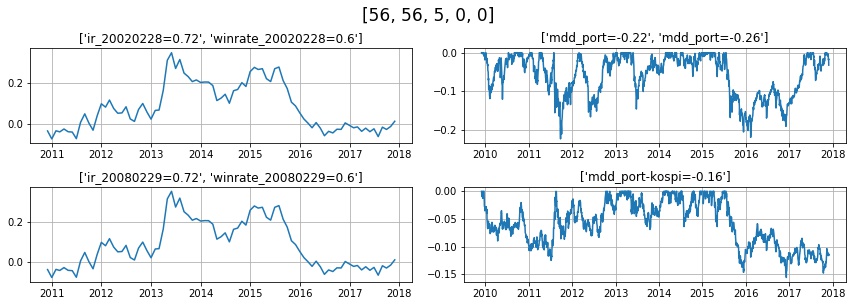 [56, 56, 5, 0, 0]
['ir_20020228=0.72', 'winrate_20020228=0.6']
0.2
0.0
2011 2012 2013 2014 2015 2016 2017 2018
['mdd_port=-0.22', 'mdd_port=-0.26']
0.0
−0.1
−0.2
2010 2011 2012 2013 2014 2015 2016 2017 2018
['ir_20080229=0.72', 'winrate_20080229=0.6']
0.2
0.0
2011 2012 2013 2014 2015 2016 2017 2018
['mdd_port-kospi=-0.16']
0.00
−0.05
−0.10
−0.15
2010 2011 2012 2013 2014 2015 2016 2017 2018